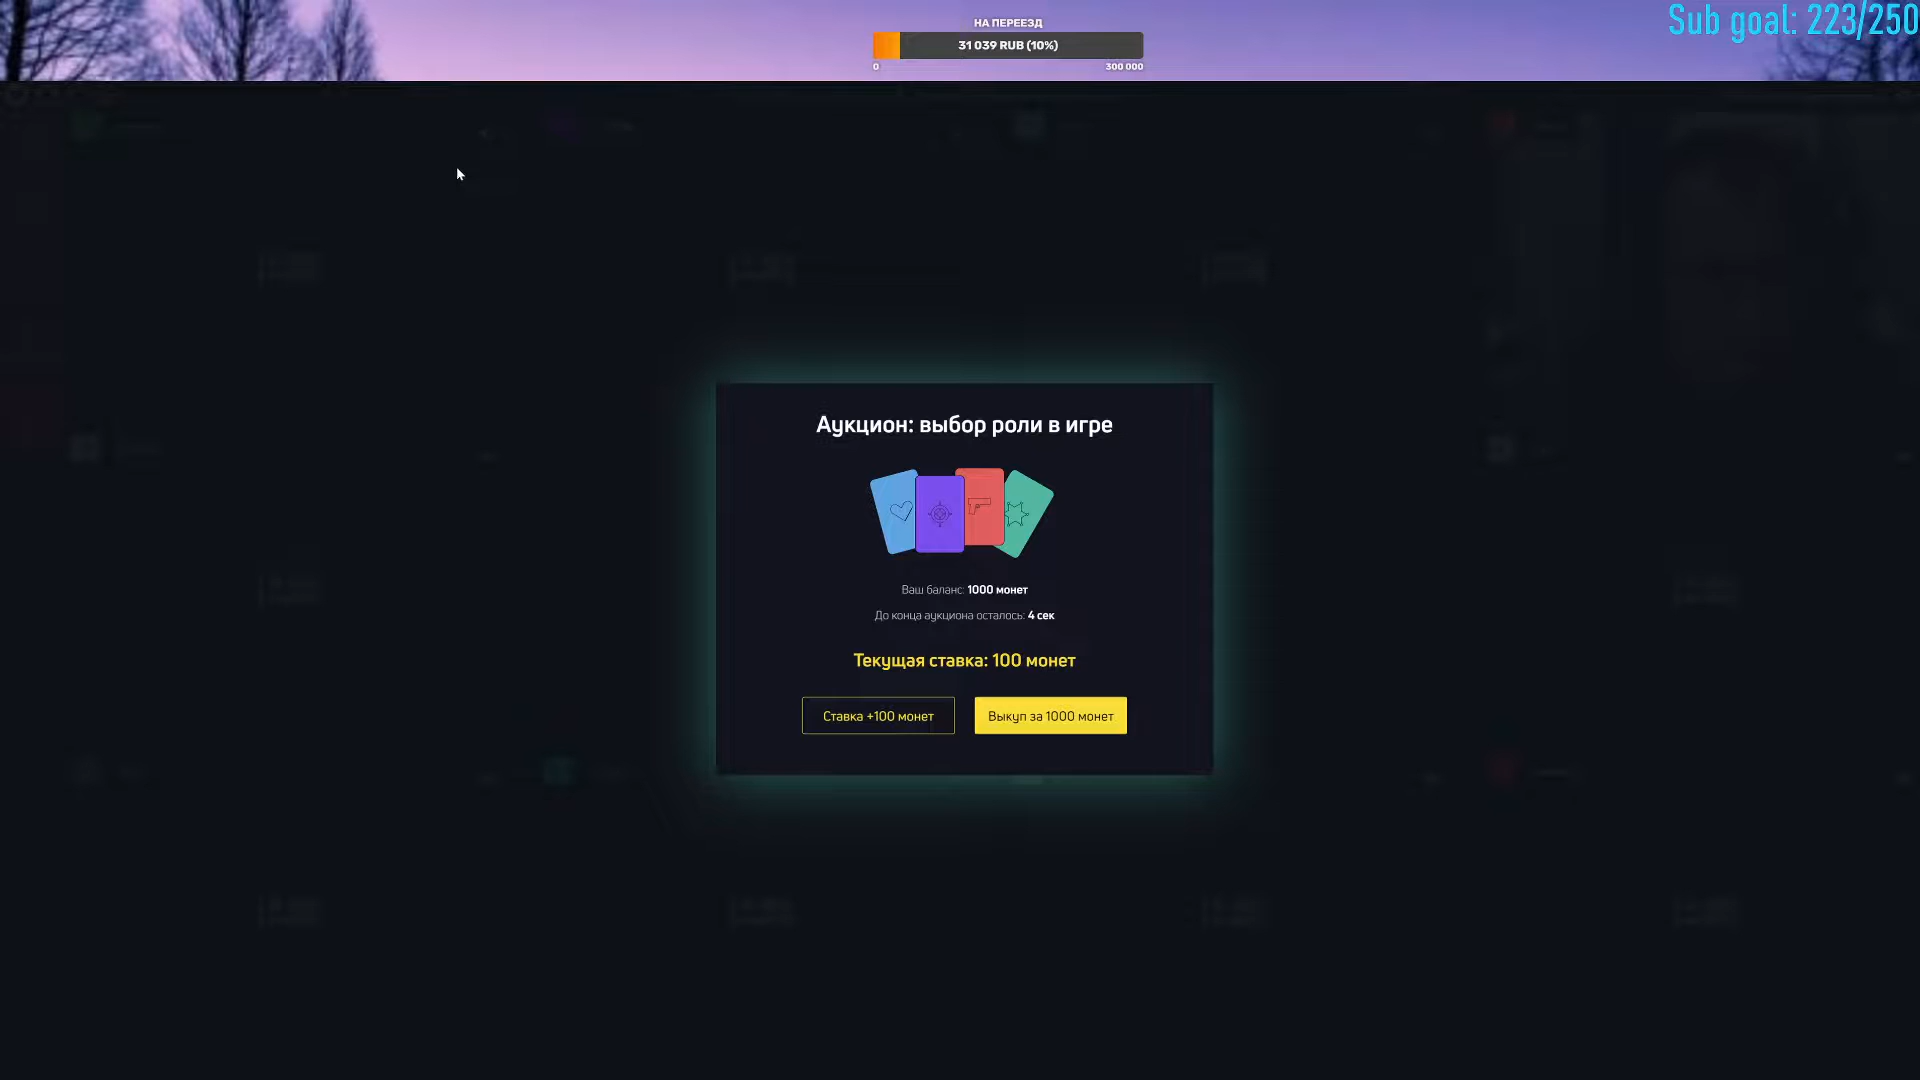 НА ПЕРЕЕЗД
Sub goal: 223/250
31 039 RUB (10%)
0
300 000
Аукцион: выбор роли в игре
Ваш баланс: 1000 монет
До конца аукциона осталось: 4 сек
Текущая ставка: 100 монет
Ставка +100 монет
Выкуп за 1000 монет